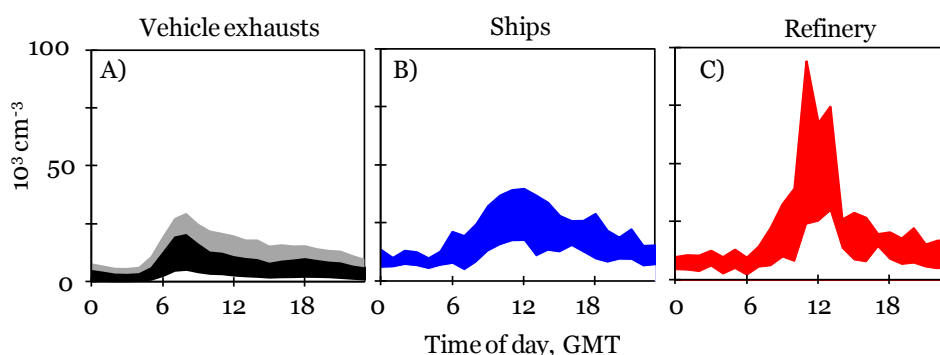 Vehicle exhausts Ships Refinery
100 A) B) C)
50
0
10³ cm⁻³
0 6 12 18 0 6 12 18 0 6 12 18
Time of day, GMT